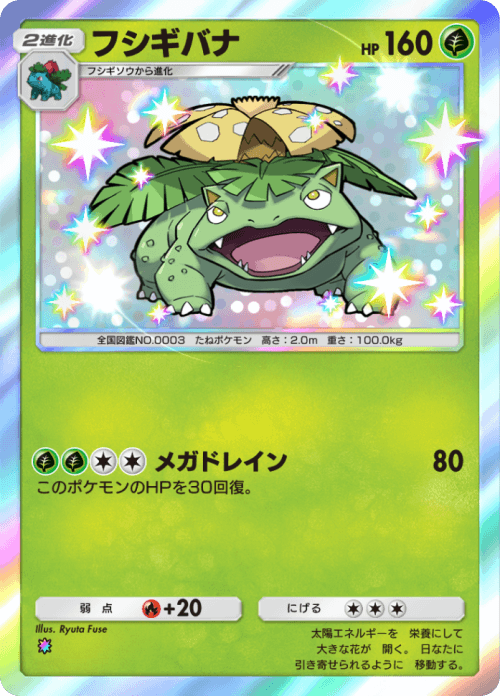 2進化 フシギバナ HP 160
フシギソウから進化
全国図鑑NO.0003 たねポケモン 高さ:2.0m 重さ:100.0kg
メガドレイン 80
このポケモンのHPを30回復。
弱点 +20 にげる
Illus. Ryuta Fuse
太陽エネルギーを 栄養にして
大きな花が 開く。 日なたに
引き寄せられるように 移動する。